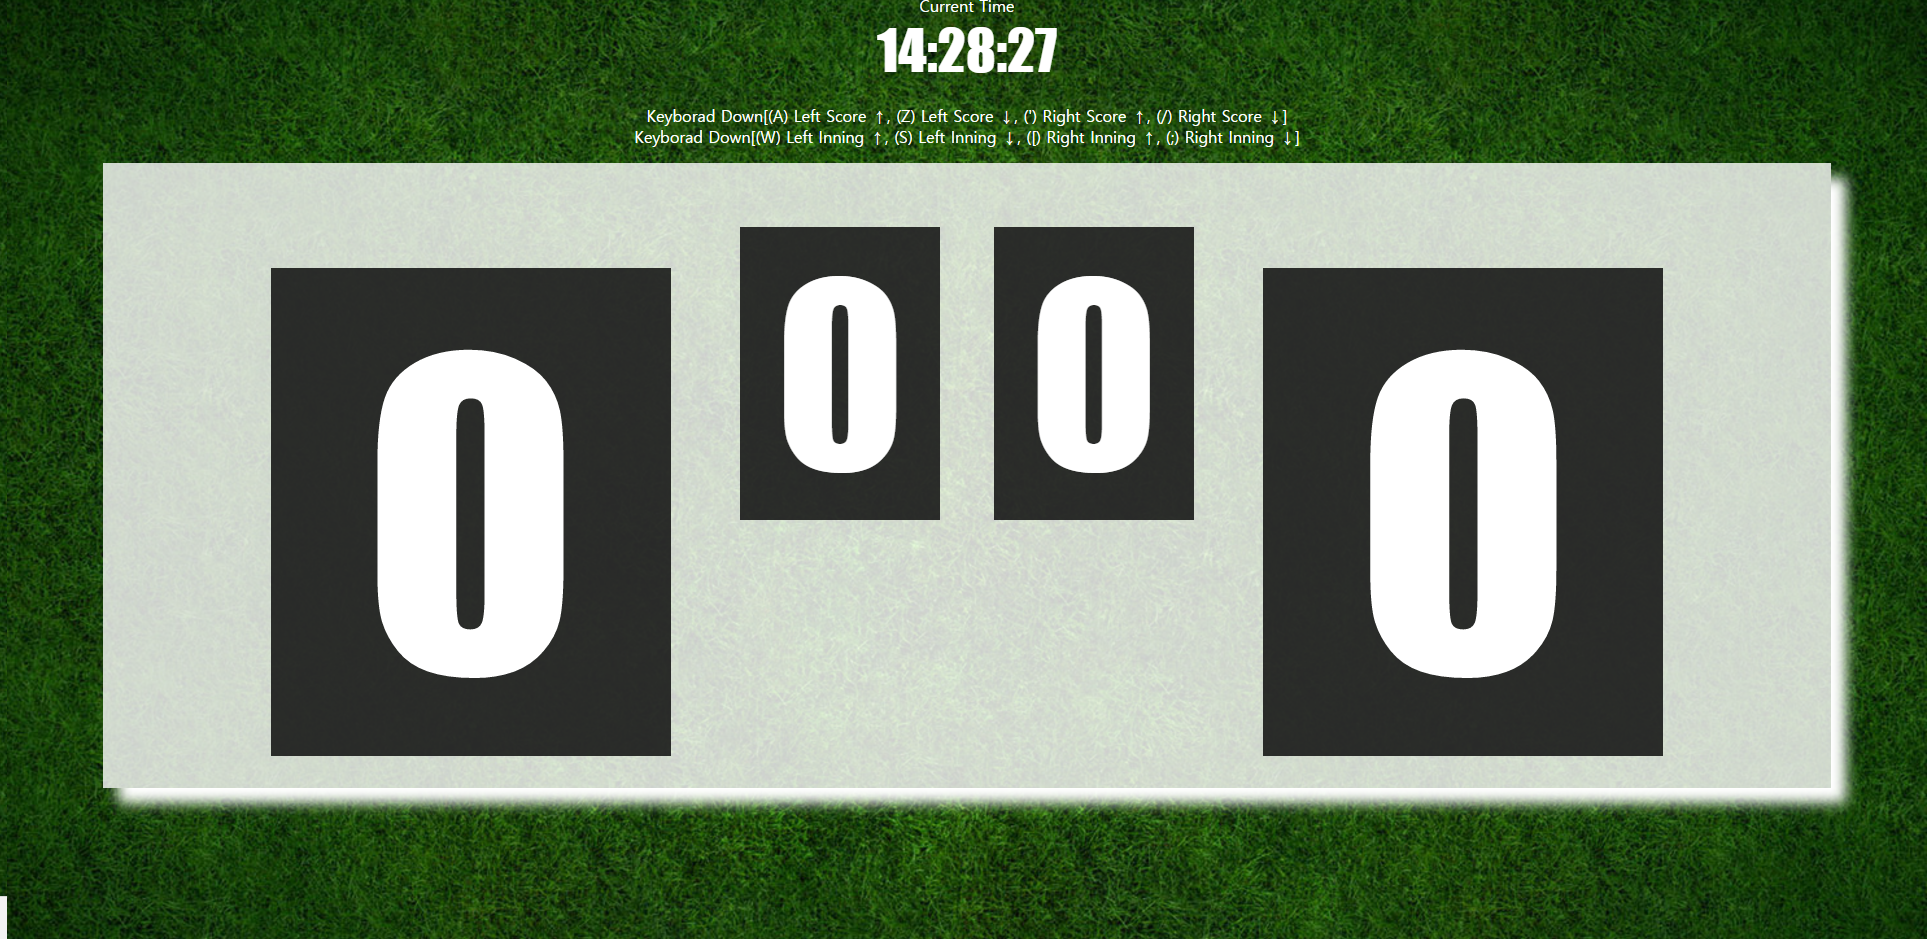 Current Time
14:28:27
Keyborad Down[(A) Left Score ↑, (Z) Left Score ↓, (') Right Score ↑, (/) Right Score ↓]
Keyborad Down[(W) Left Inning ↑, (S) Left Inning ↓, ([) Right Inning ↑, (;) Right Inning ↓]
0 0 0 0